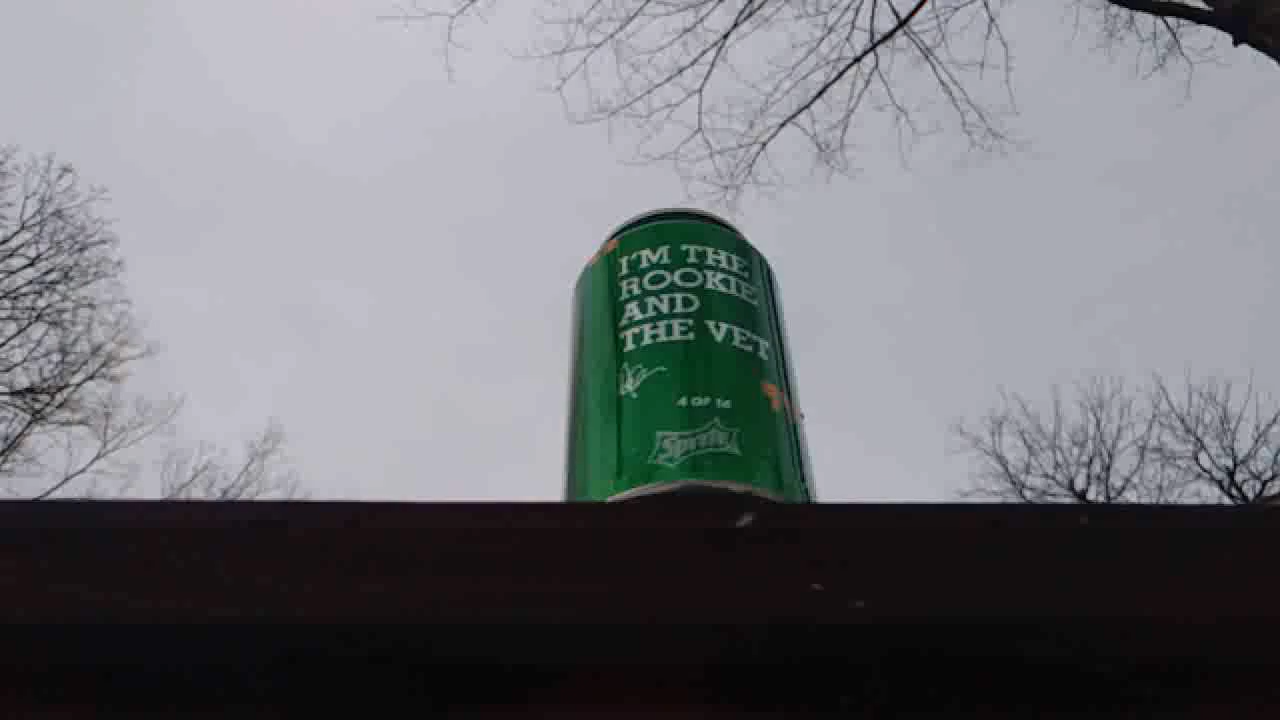 I'M THE
ROOKIE
AND
THE VET
4 OF 16
Sprite